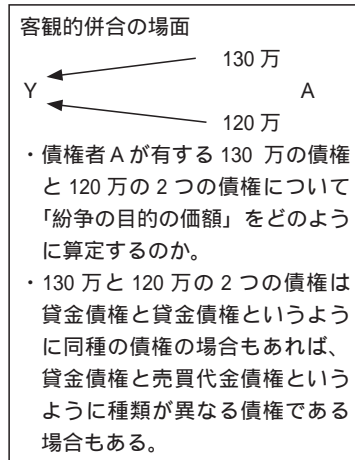 客観的併合の場面
130 万
Y A
120 万
・債権者 A が有する 130 万の債権
と 120 万の 2 つの債権について
「紛争の目的の価額」をどのよう
に算定するのか。
・130 万と 120 万の 2 つの債権は
貸金債権と貸金債権というよう
に同種の債権の場合もあれば、
貸金債権と売買代金債権という
ように種類が異なる債権である
場合もある。